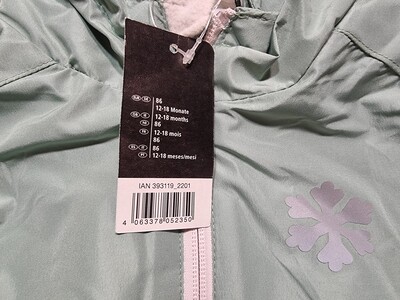 86
12-18 Monate
86
12-18 months
86
12-18 mois
86
86
12-18 meses/mesi
IAN 393119_2201
4 063378 052350